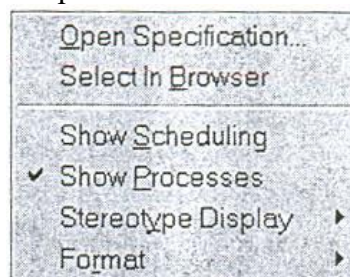 Open Specification...
Select In Browser
Show Scheduling
✔ Show Processes
Stereotype Display ▸
Format ▸